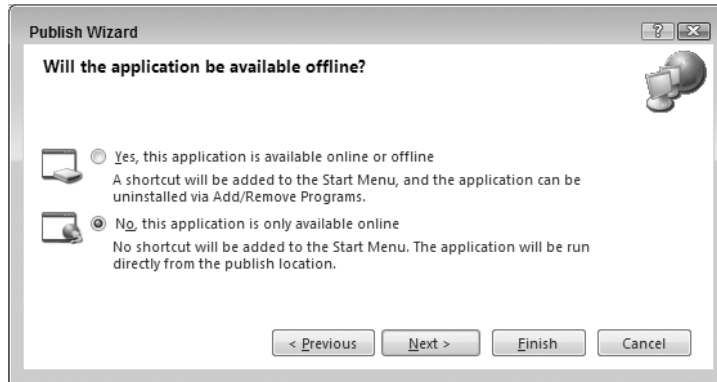 Publish Wizard
Will the application be available offline?
Yes, this application is available online or offline
A shortcut will be added to the Start Menu, and the application can be
uninstalled via Add/Remove Programs.
No, this application is only available online
No shortcut will be added to the Start Menu. The application will be run
directly from the publish location.
< Previous Next > Finish Cancel